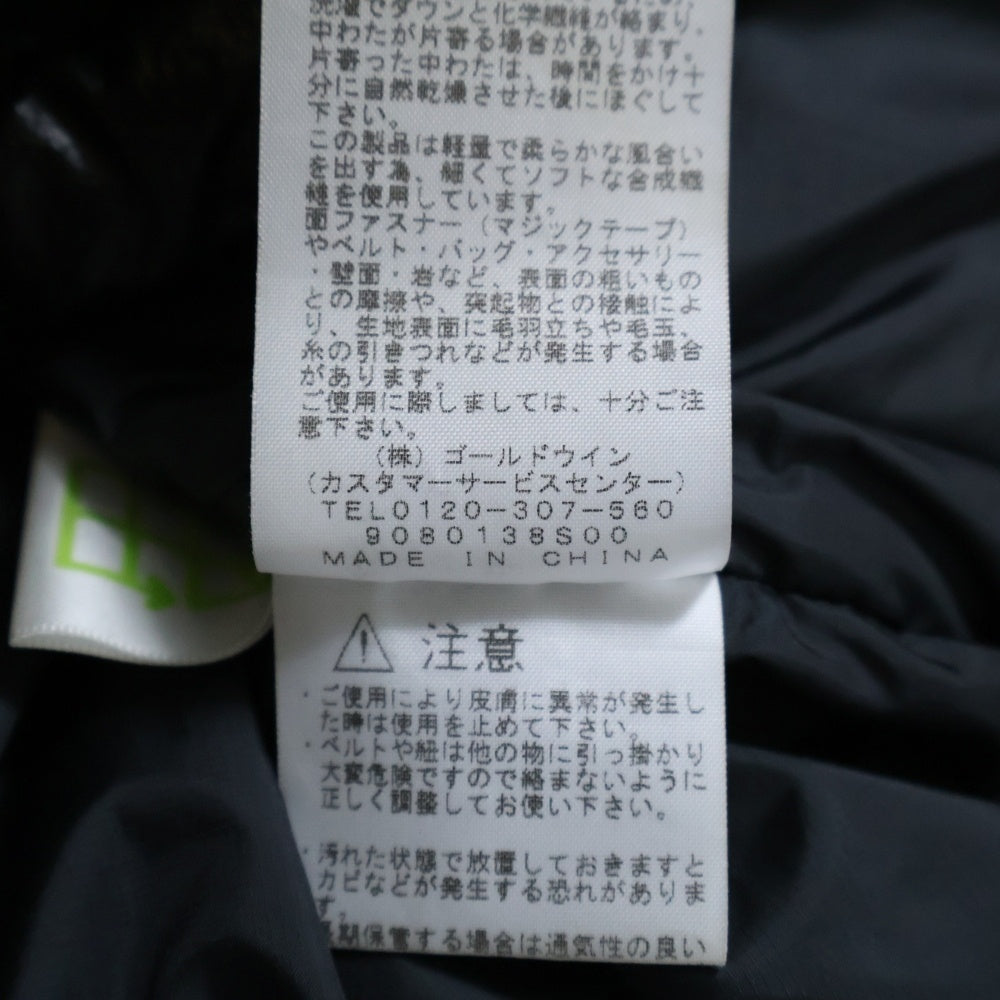 洗濯でダウンと化学繊維が絡まり、
中わたが片寄る場合があります。
片寄った中わたは、時間をかけ十
分に自然乾燥させた後にほぐして
下さい。
この製品は軽量で柔らかな風合い
を出す為、細くてソフトな合成繊
維を使用しています。
面ファスナー（マジックテープ）
やベルト・バッグ・アクセサリー
・壁面・岩など、表面の粗いもの
との摩擦や、突起物との接触によ
り、生地表面に毛羽立ちや毛玉、
糸の引きつれなどが発生する場合
があります。
ご使用に際しましては、十分ご注
意下さい。
（株）ゴールドウイン
（カスタマーサービスセンター）
TEL0120-307-560
9080138S00
MADE IN CHINA
注意
・ご使用により皮膚に異常が発生し
た時は使用を止めて下さい。
・ベルトや紐は他の物に引っ掛かり
大変危険ですので絡まないように
正しく調整してお使い下さい。
・汚れた状態で放置しておきますと
カビなどが発生する恐れがありま
す。
長期保管する場合は通気性の良い